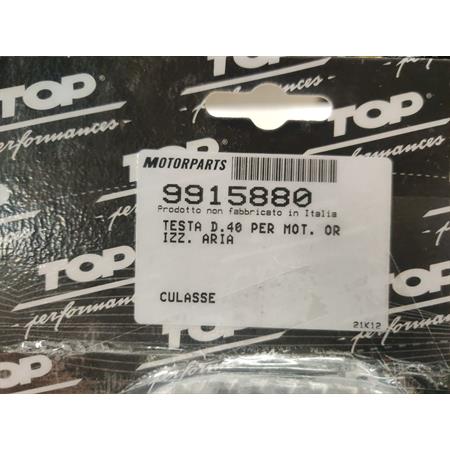 TOP
performances
TOP
performances
MOTORPARTS
9915880
Prodotto non fabbricato in Italia
TESTA D.40 PER MOT. OR
IZZ. ARIA
CULASSE
21K12
TOP
performances
TOP
performances
TOP
TOP